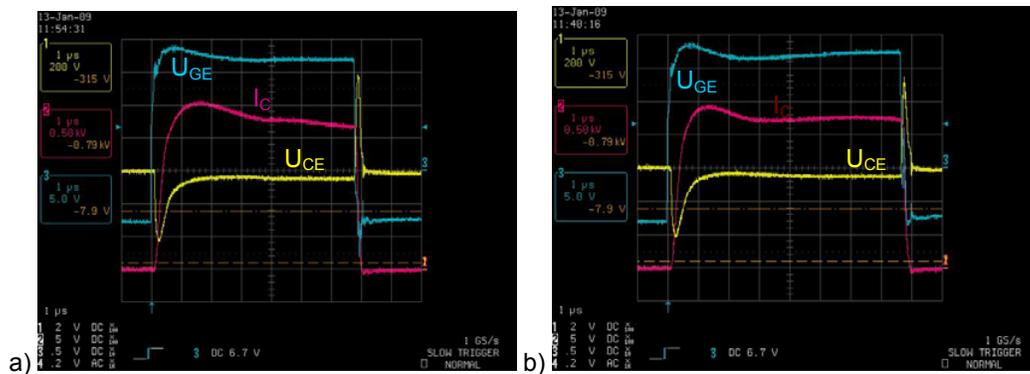 13-Jan-09
11:54:31
1
1 µs
200 V
-315 V
2
1 µs
0.50kV
-0.79kV
3
1 µs
5.0 V
-7.9 V
U_GE
I_C
U_CE
3
1
1 µs
1 2 V DC
2 5 V DC
3 .5 V DC
4 .2 V AC
3 DC 6.7 V
1 GS/s
SLOW TRIGGER
NORMAL
a)
13-Jan-09
11:40:16
1
1 µs
200 V
-315 V
2
1 µs
0.50kV
-0.79kV
3
1 µs
5.0 V
-7.9 V
U_GE
I_C
U_CE
3
1
1 µs
1 2 V DC
2 5 V DC
3 .5 V DC
4 .2 V AC
3 DC 6.7 V
1 GS/s
SLOW TRIGGER
NORMAL
b)